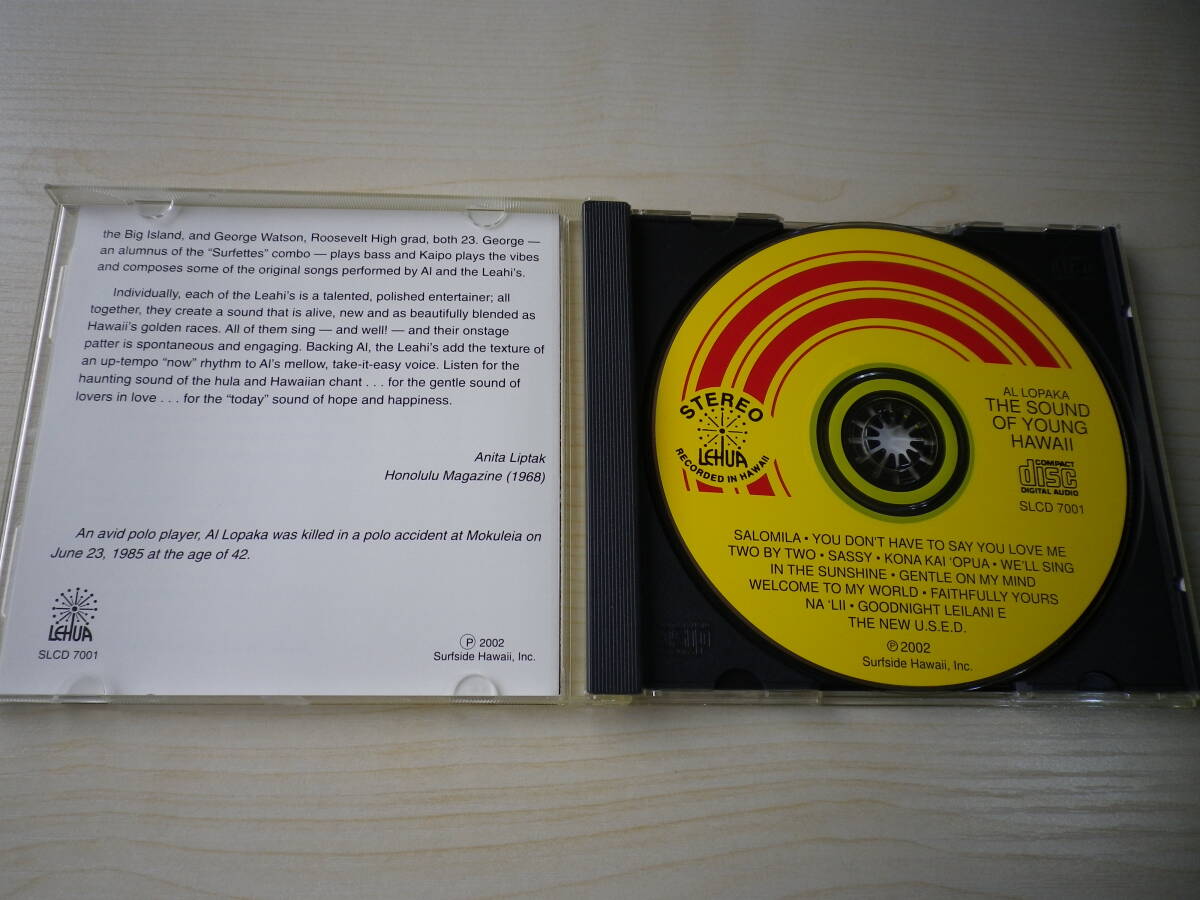 the Big Island, and George Watson, Roosevelt High grad, both 23. George —
an alumnus of the “Surfettes” combo — plays bass and Kaipo plays the vibes
and composes some of the original songs performed by Al and the Leahi's.
Individually, each of the Leahi's is a talented, polished entertainer; all
together, they create a sound that is alive, new and as beautifully blended as
Hawaii's golden races. All of them sing — and well! — and their onstage
patter is spontaneous and engaging. Backing Al, the Leahi's add the texture of
an up-tempo “now” rhythm to Al's mellow, take-it-easy voice. Listen for the
haunting sound of the hula and Hawaiian chant . . . for the gentle sound of
lovers in love . . . for the “today” sound of hope and happiness.
Anita Liptak
Honolulu Magazine (1968)
An avid polo player, Al Lopaka was killed in a polo accident at Mokuleia on
June 23, 1985 at the age of 42.
LEHUA
SLCD 7001
Ⓟ 2002
Surfside Hawaii, Inc.
STEREO
LEHUA
RECORDED IN HAWAII
AL LOPAKA
THE SOUND
OF YOUNG
HAWAII
COMPACT
disc
DIGITAL AUDIO
SLCD 7001
SALOMILA • YOU DON'T HAVE TO SAY YOU LOVE ME
TWO BY TWO • SASSY • KONA KAI ‘OPUA • WE'LL SING
IN THE SUNSHINE • GENTLE ON MY MIND
WELCOME TO MY WORLD • FAITHFULLY YOURS
NA ‘LII • GOODNIGHT LEILANI E
THE NEW U.S.E.D.
Ⓟ 2002
Surfside Hawaii, Inc.